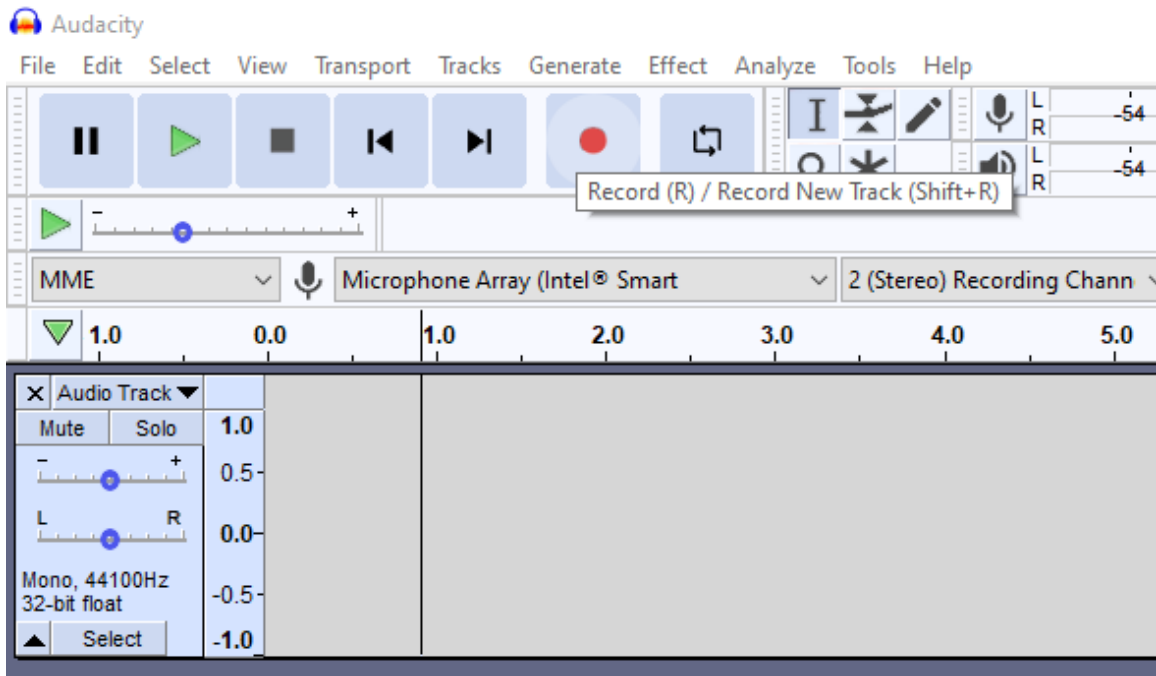 Audacity
File Edit Select View Transport Tracks Generate Effect Analyze Tools Help
L -54
R
Record (R) / Record New Track (Shift+R)
L -54
R
- +
MME Microphone Array (Intel® Smart 2 (Stereo) Recording Chann
1.0 0.0 1.0 2.0 3.0 4.0 5.0
X Audio Track
Mute Solo 1.0
- + 0.5
L R 0.0
Mono, 44100Hz
32-bit float -0.5
Select -1.0